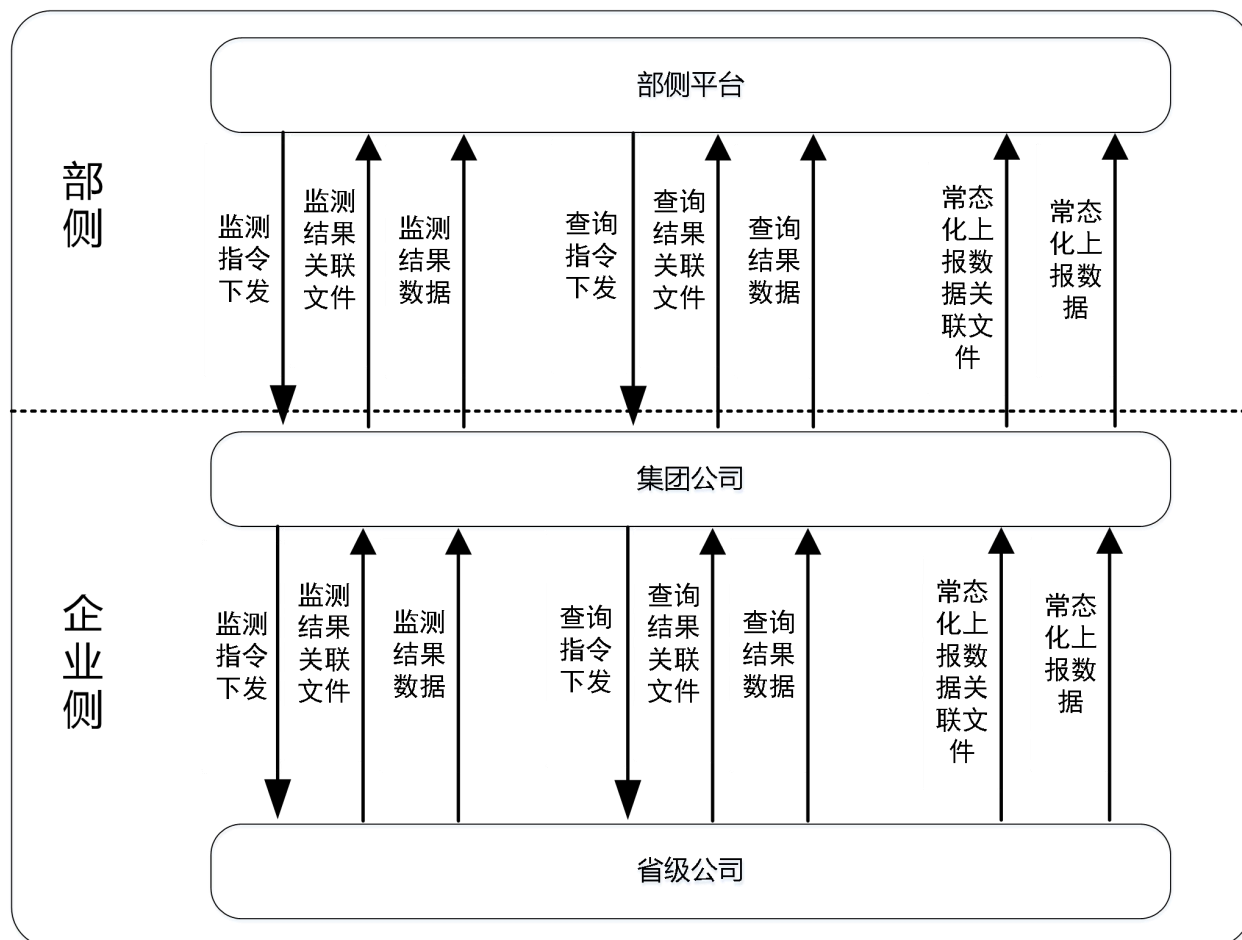 部侧平台
部
侧
监测
指令
下发
监测
结果
关联
文件
监测
结果
数据
查询
指令
下发
查询
结果
关联
文件
查询
结果
数据
常态
化上
报数
据关
联文
件
常态
化上
报数
据
集团公司
企
业
侧
监测
指令
下发
监测
结果
关联
文件
监测
结果
数据
查询
指令
下发
查询
结果
关联
文件
查询
结果
数据
常态
化上
报数
据关
联文
件
常态
化上
报数
据
省级公司